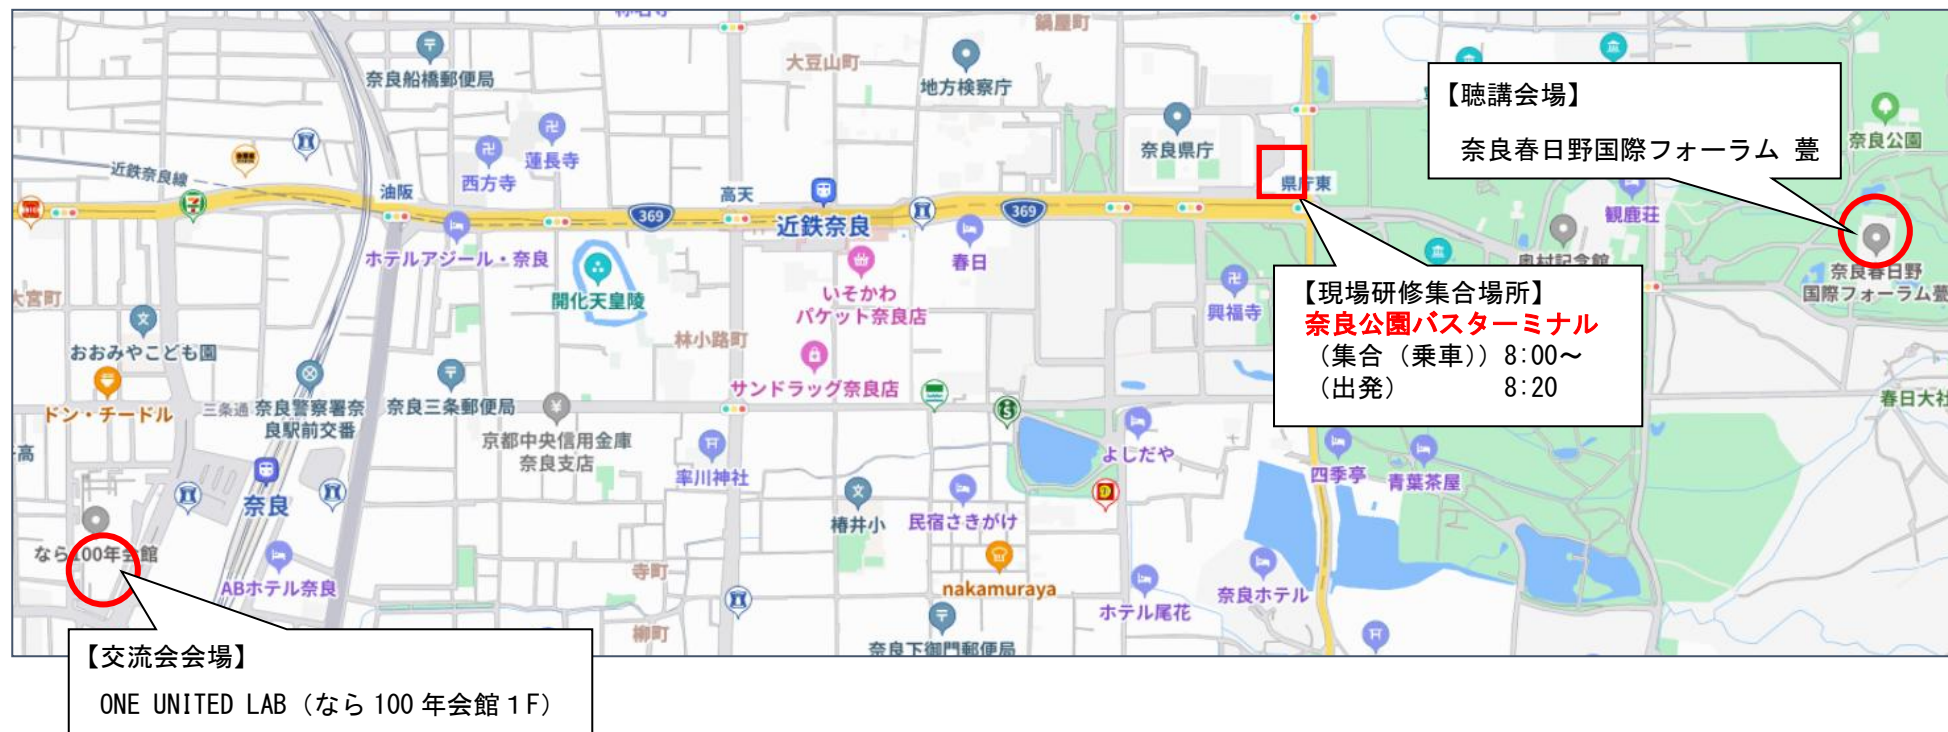 鍋屋町
奈良船橋郵便局
大豆山町
地方検察庁
【聴講会場】
奈良春日野国際フォーラム 甍
蓮長寺
奈良県庁
奈良公園
近鉄奈良線
西方寺
油阪
高天
県庁東
369
369
近鉄奈良
観鹿荘
ホテルアジール・奈良
春日
奥村記念館
奈良春日野
国際フォーラム甍
大宮町
開化天皇陵
いそかわ
パケット奈良店
興福寺
【現場研修集合場所】
奈良公園バスターミナル
（集合（乗車））8:00～
（出発） 8:20
おおみやこども園
林小路町
サンドラッグ奈良店
ドン・チードル
三条通
奈良警察署奈
良駅前交番
奈良三条郵便局
春日大社
京都中央信用金庫
奈良支店
率川神社
よしだや
四季亭
青葉茶屋
奈良
椿井小
民宿さきがけ
なら100年会館
ABホテル奈良
寺町
nakamuraya
ホテル尾花
奈良ホテル
柳町
奈良下御門郵便局
【交流会会場】
ONE UNITED LAB（なら 100 年会館１F）